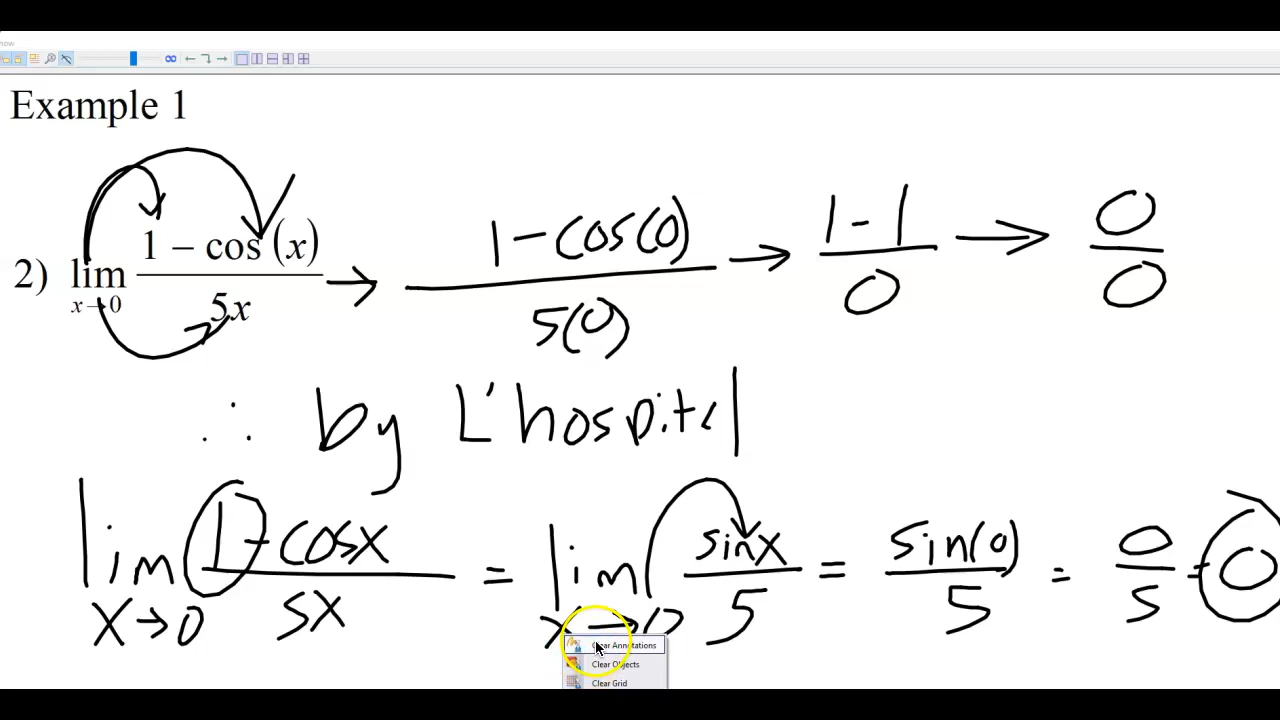 now
Example 1
2) lim x→0 (1 − cos(x))/(5x) → (1-cos(0))/(5(0)) → (1-1)/0 → 0/0
∴ by L'hospital
lim x→0 (1-cosx)/(5x) = lim x→0 (sinx)/5 = (sin(0))/5 = 0/5 = 0
Clear Annotations
Clear Objects
Clear Grid